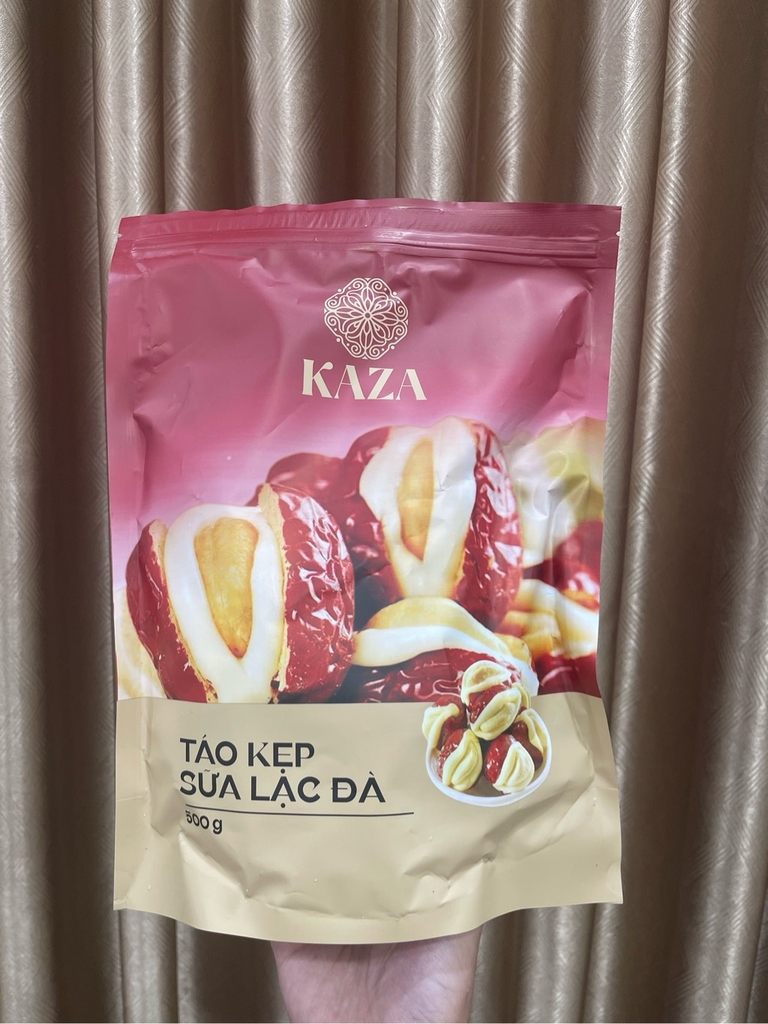 KAZA
TÁO KẸP
SỮA LẠC ĐÀ
500 g